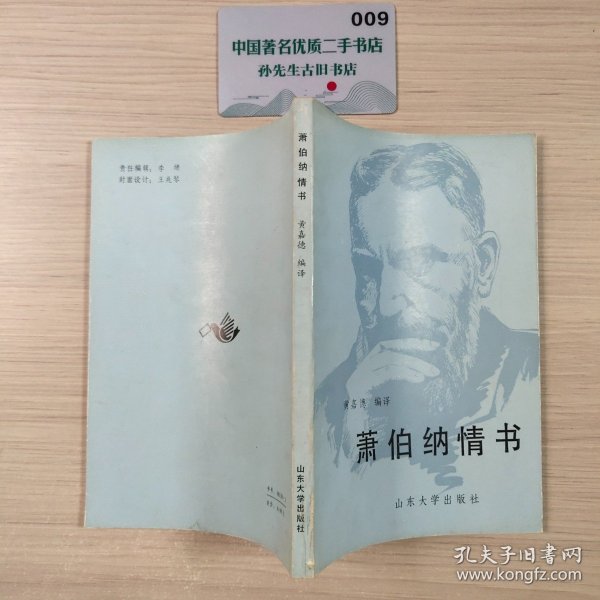 009
中国著名优质二手书店
孙先生古旧书店
责任编辑：李 婧
封面设计：王兆琴
萧伯纳情书
黄嘉德 编译
山东大学出版社
黄嘉德 编译
萧伯纳情书
山东大学出版社
孔夫子旧书网
www.kongfz.com